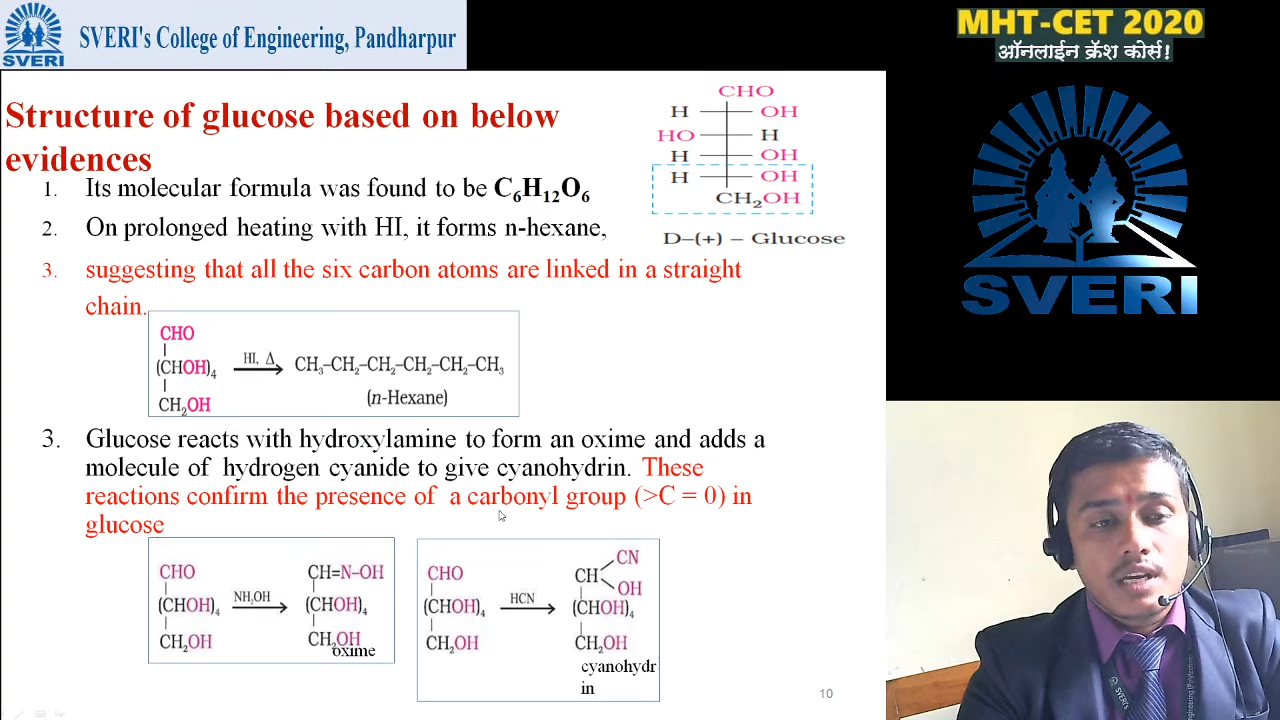 SVERI
SVERI's College of Engineering, Pandharpur
MHT-CET 2020
ऑनलाईन क्रॅश कोर्स!
SVERI
Structure of glucose based on below
evidences
1. Its molecular formula was found to be C₆H₁₂O₆
2. On prolonged heating with HI, it forms n-hexane,
3. suggesting that all the six carbon atoms are linked in a straight
chain.
CHO
H OH
HO H
H OH
H OH
CH₂OH
D–(+) – Glucose
CHO
(CHOH)₄ HI, Δ CH₃–CH₂–CH₂–CH₂–CH₂–CH₃
CH₂OH (n-Hexane)
3. Glucose reacts with hydroxylamine to form an oxime and adds a
molecule of hydrogen cyanide to give cyanohydrin. These
reactions confirm the presence of a carbonyl group (>C = 0) in
glucose
CHO CH=N–OH
(CHOH)₄ NH₂OH (CHOH)₄
CH₂OH CH₂OH
oxime
CHO CH CN OH
(CHOH)₄ HCN (CHOH)₄
CH₂OH CH₂OH
cyanohydr
in
10
SVERI's